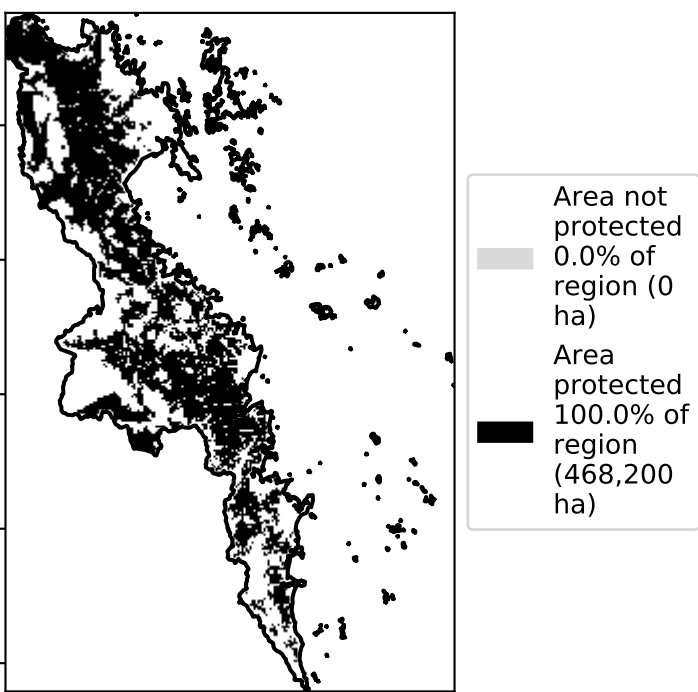 Area not
protected
0.0% of
region (0
ha)
Area
protected
100.0% of
region
(468,200
ha)